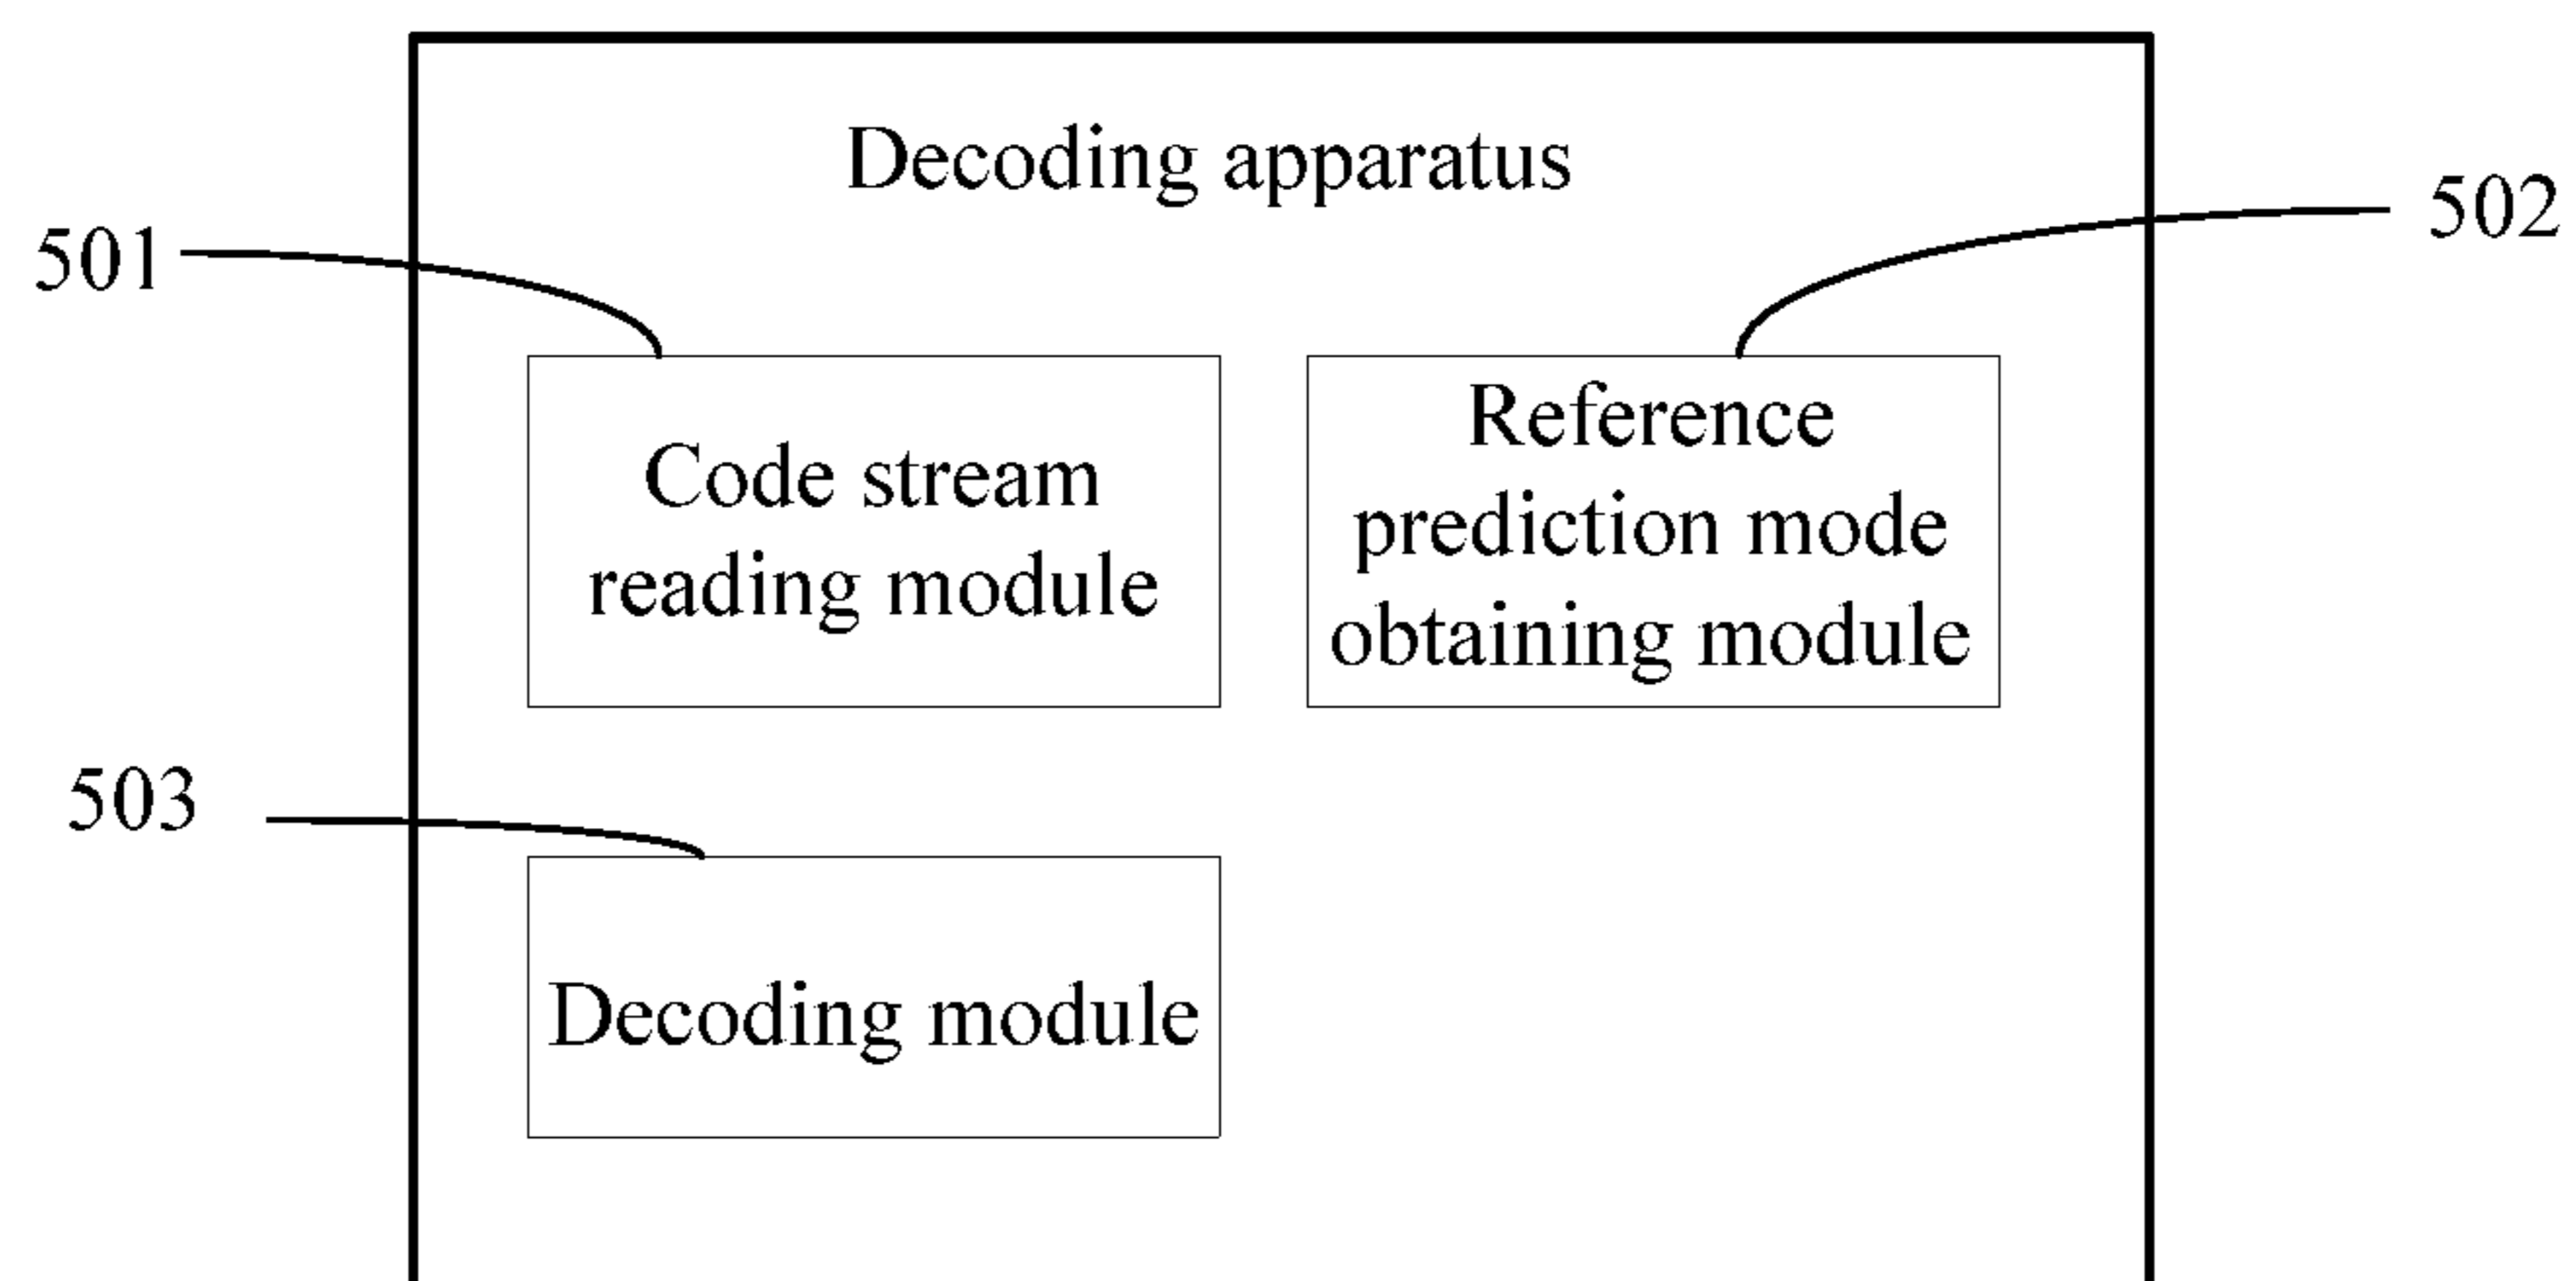 Decoding apparatus
501
502
Code stream
reading module
Reference
prediction mode
obtaining module
503
Decoding module